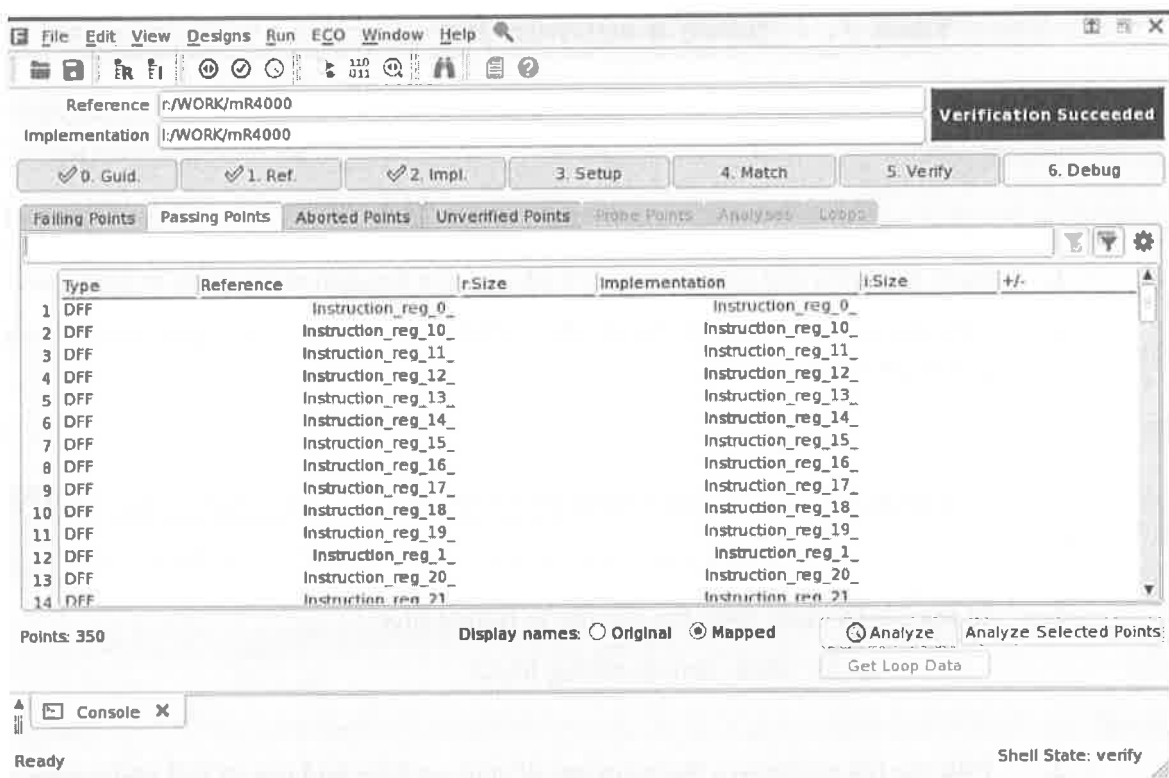 File Edit View Designs Run ECO Window Help
Reference r:/WORK/mR4000
Implementation i:/WORK/mR4000
Verification Succeeded
0. Guid. 1. Ref. 2. Impl. 3. Setup 4. Match 5. Verify 6. Debug
Failing Points Passing Points Aborted Points Unverified Points Probe Points Analyses Loops
Type Reference r:Size Implementation i:Size +/-
1 DFF Instruction_reg_0_ Instruction_reg_0_
2 DFF Instruction_reg_10_ Instruction_reg_10_
3 DFF Instruction_reg_11_ Instruction_reg_11_
4 DFF Instruction_reg_12_ Instruction_reg_12_
5 DFF Instruction_reg_13_ Instruction_reg_13_
6 DFF Instruction_reg_14_ Instruction_reg_14_
7 DFF Instruction_reg_15_ Instruction_reg_15_
8 DFF Instruction_reg_16_ Instruction_reg_16_
9 DFF Instruction_reg_17_ Instruction_reg_17_
10 DFF Instruction_reg_18_ Instruction_reg_18_
11 DFF Instruction_reg_19_ Instruction_reg_19_
12 DFF Instruction_reg_1_ Instruction_reg_1_
13 DFF Instruction_reg_20_ Instruction_reg_20_
14 DFF Instruction_reg_21_ Instruction_reg_21_
Points: 350 Display names: Original Mapped Analyze Analyze Selected Points
Get Loop Data
Console
Ready Shell State: verify